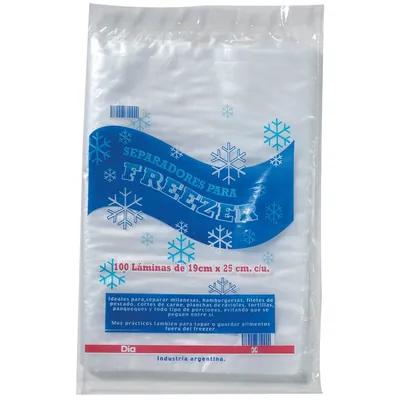 SEPARADORES PARA
FREEZER
100 Láminas de 19cm x 25 cm. c/u.
Ideales para separar milanesas, hamburguesas, filetes de
pescado, cortes de carne, planchas de ravioles, tortillas,
panqueques y todo tipo de porciones, evitando que se
peguen entre sí.
Muy prácticos también para tapar o guardar alimentos
fuera del freezer.
Dia %
Industria argentina.